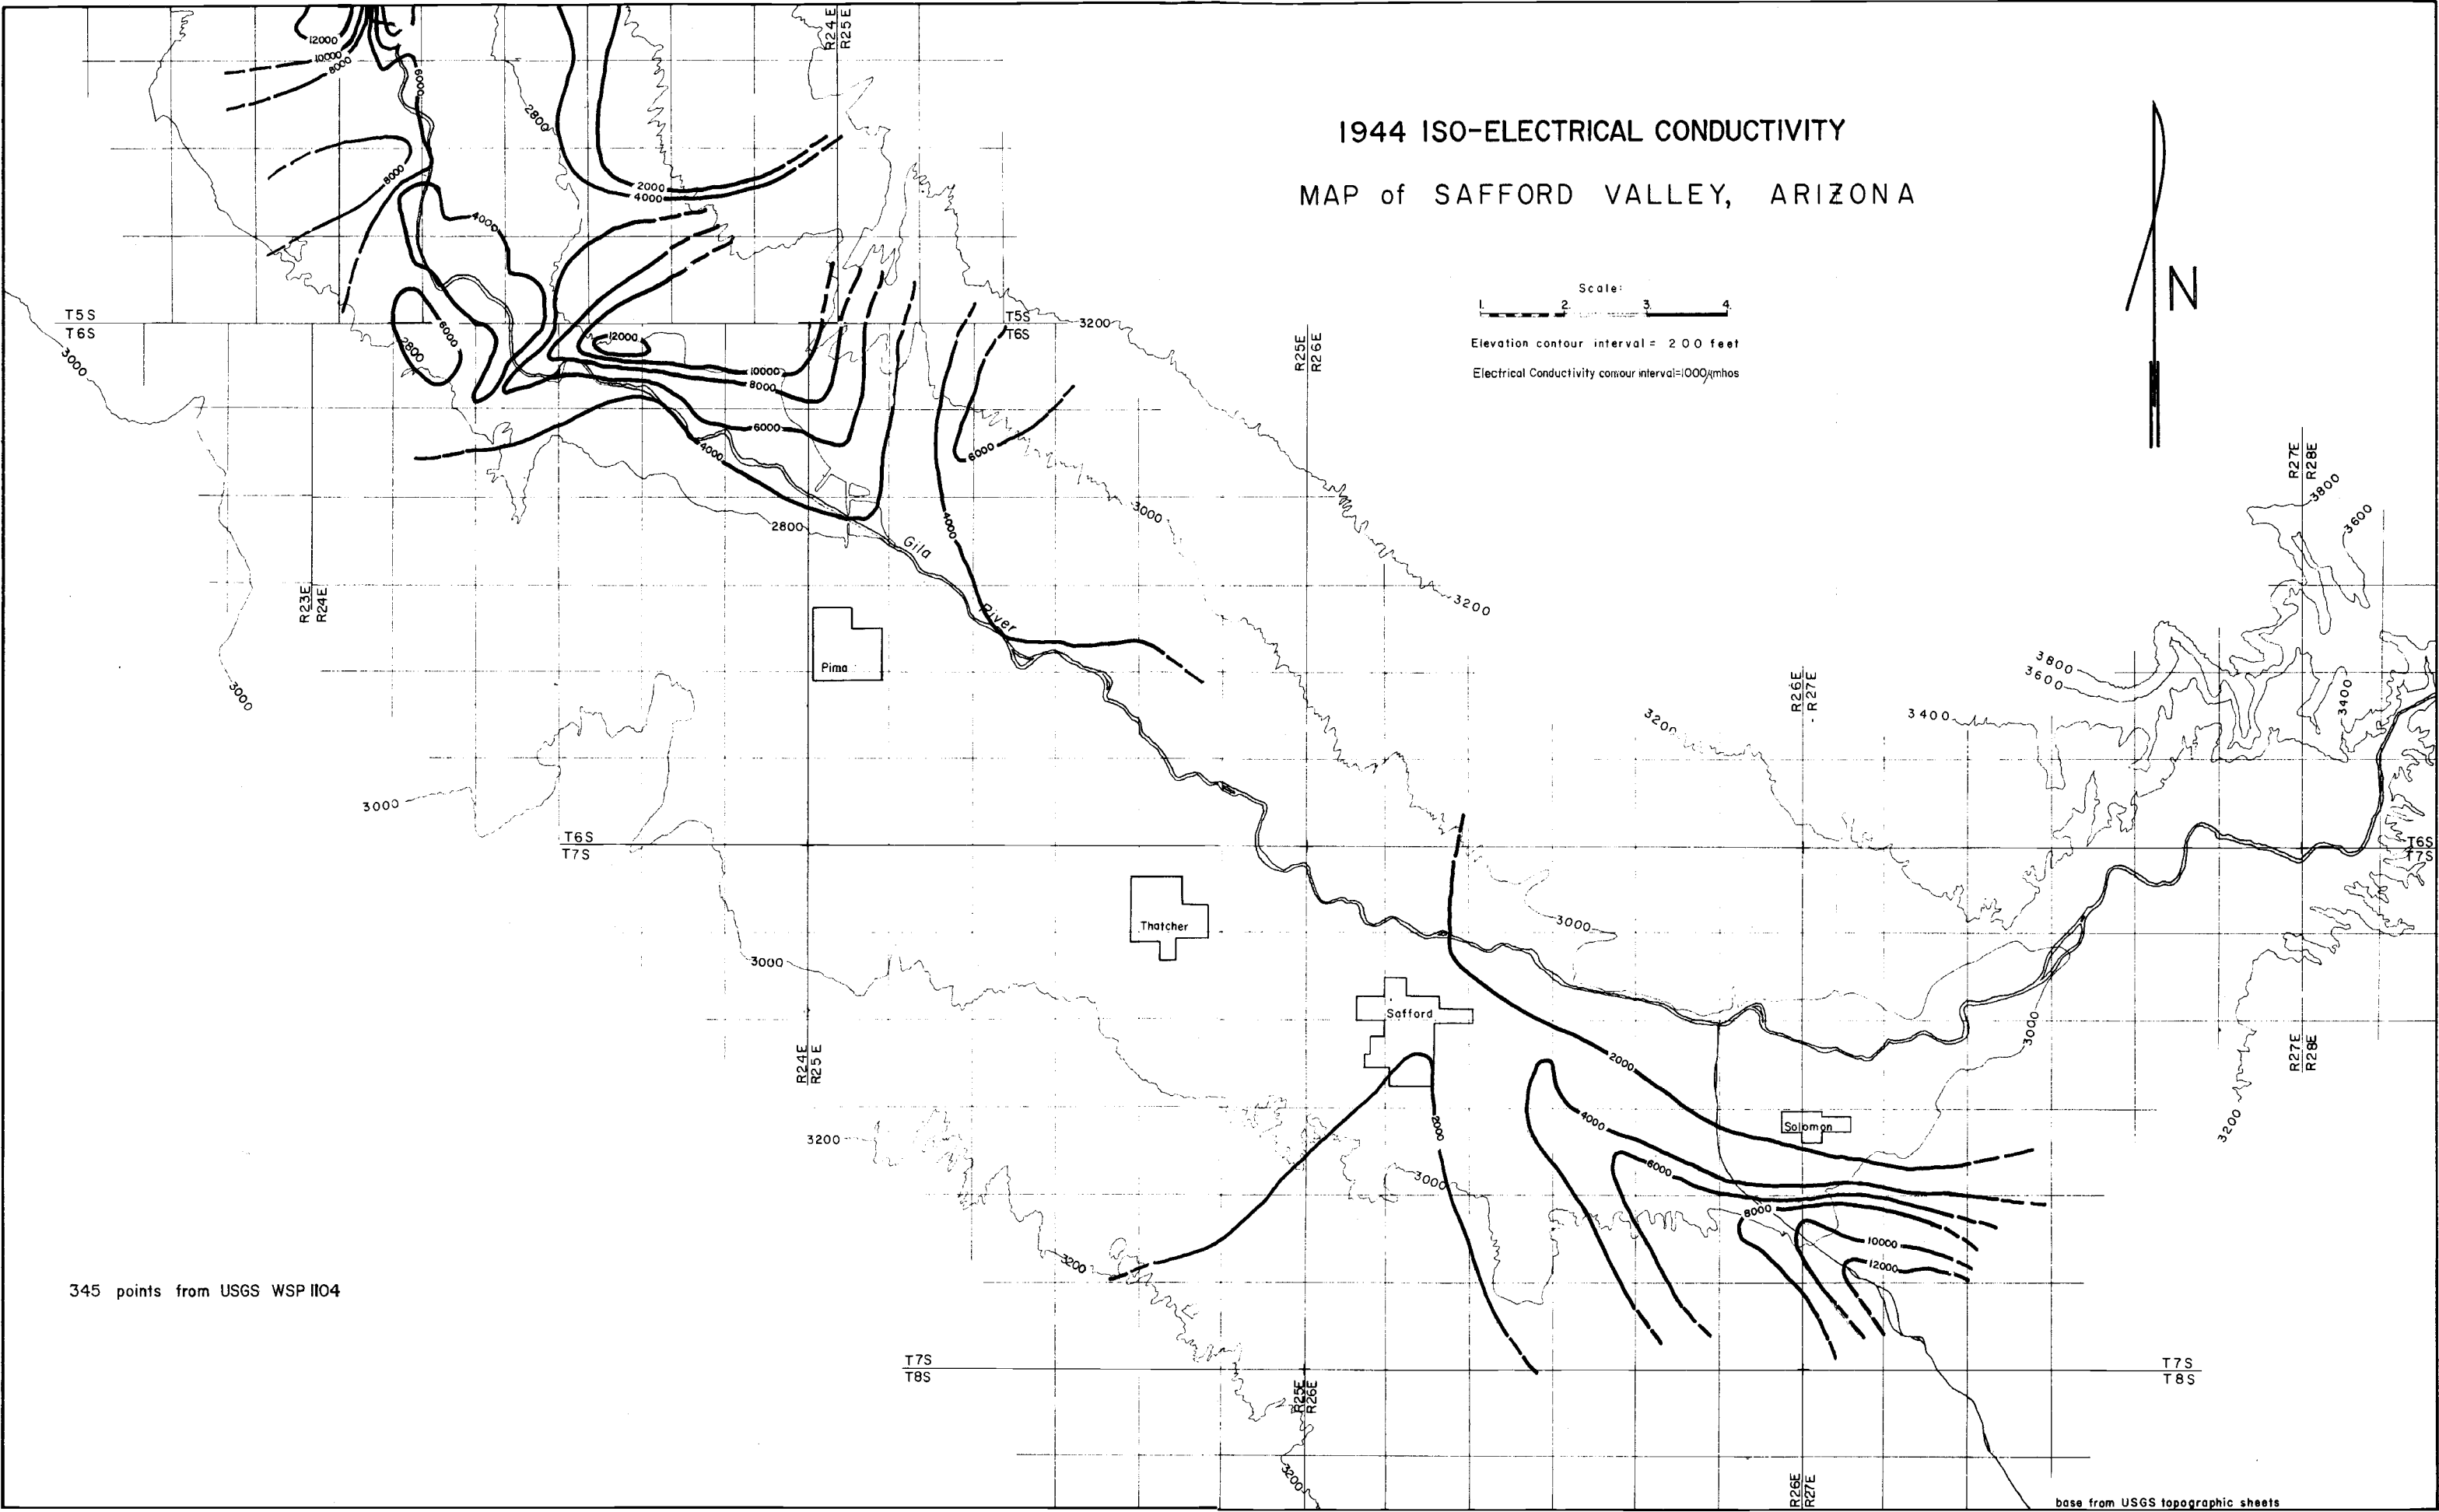 1944 ISO-ELECTRICAL CONDUCTIVITY
MAP of SAFFORD VALLEY, ARIZONA
N
Scale:
1. 2. 3. 4.
Elevation contour interval = 200 feet
Electrical Conductivity contour interval=1000µmhos
R24E
R25E
12000
10000
8000
6000
2800
8000
2000
4000
4000
T5S
T6S
3000
6000
2800
12000
10000
8000
6000
4000
T5S
T6S
3200
R25E
R26E
6000
3000
4000
2800
Gila
River
R23E
R24E
3000
Pima
3200
R27E
R28E
3800
3600
3800
3600
3400
3400
R26E
R27E
3200
3000
T6S
T7S
T6S
T7S
Thatcher
3000
3000
Safford
3000
R24E
R25E
R27E
R28E
2000
2000
4000
Solomon
3200
3200
3000
6000
8000
10000
12000
3200
345 points from USGS WSP 1104
T7S
T8S
T7S
T8S
R25E
R26E
3200
R26E
R27E
base from USGS topographic sheets